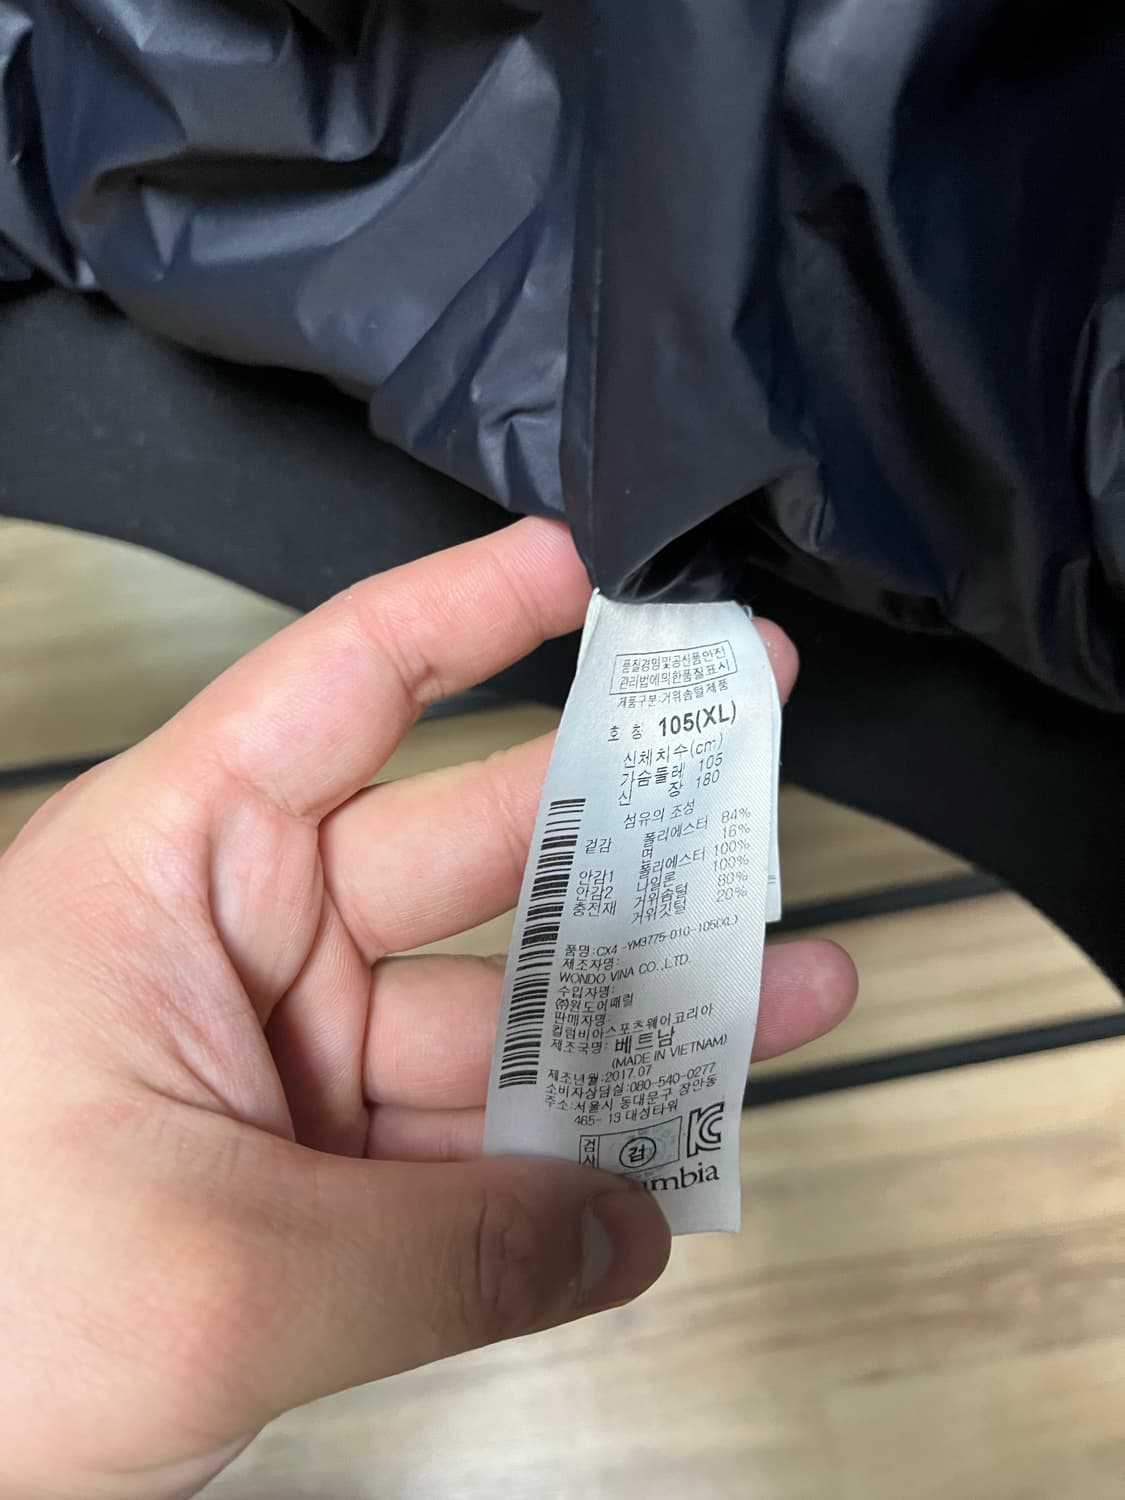 품질경영및공산품안전
관리법에의한품질표시
제품구분:거위솜털제품
호 칭 105(XL)
신체치수(cm)
가슴둘레 105
신 장 180
섬유의 조성
겉감 폴리에스터 84%
면 16%
안감1 폴리에스터 100%
안감2 나일론 100%
충전재 거위솜털 80%
거위깃털 20%
품명:CX4-YM3775-010-105(XL)
제조자명:
WONDO VINA CO.,LTD.
수입자명:
㈜원도어패럴
판매자명:
컬럼비아스포츠웨어코리아
제조국명: 베트남
(MADE IN VIETNAM)
제조년월:2017.07
소비자상담실:080-540-0277
주소:서울시 동대문구 장안동
465-13 대성타워
검사 검 KC
umbia